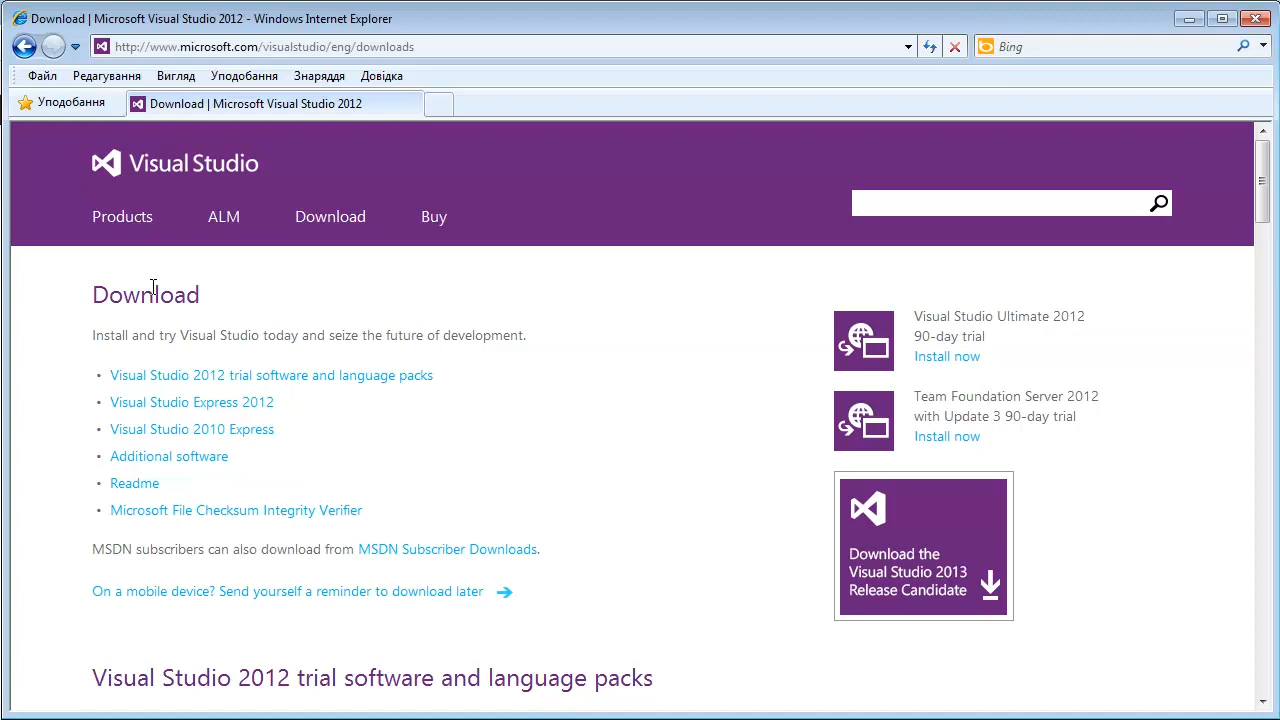 Download | Microsoft Visual Studio 2012 - Windows Internet Explorer
http://www.microsoft.com/visualstudio/eng/downloads
Bing
Файл Редагування Вигляд Уподобання Знаряддя Довідка
Уподобання
Download | Microsoft Visual Studio 2012
Visual Studio
Products ALM Download Buy
Download
Install and try Visual Studio today and seize the future of development.
• Visual Studio 2012 trial software and language packs
• Visual Studio Express 2012
• Visual Studio 2010 Express
• Additional software
• Readme
• Microsoft File Checksum Integrity Verifier
MSDN subscribers can also download from MSDN Subscriber Downloads.
On a mobile device? Send yourself a reminder to download later
Visual Studio Ultimate 2012
90-day trial
Install now
Team Foundation Server 2012
with Update 3 90-day trial
Install now
Download the
Visual Studio 2013
Release Candidate
Visual Studio 2012 trial software and language packs